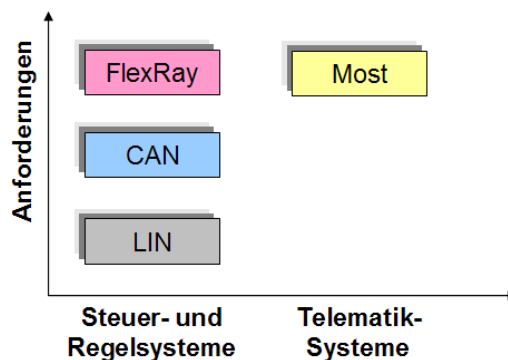 Anforderungen
FlexRay
Most
CAN
LIN
Steuer- und
Regelsysteme
Telematik-
Systeme